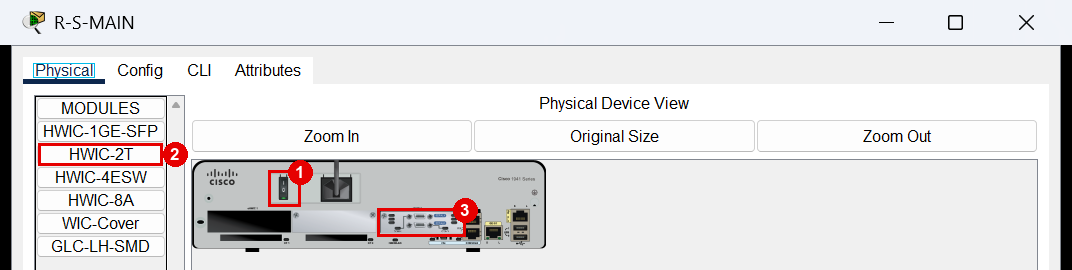 R-S-MAIN
Physical Config CLI Attributes
MODULES
HWIC-1GE-SFP
HWIC-2T
2
HWIC-4ESW
HWIC-8A
WIC-Cover
GLC-LH-SMD
Physical Device View
Zoom In Original Size Zoom Out
CISCO
1
Cisco 1941 Series
3